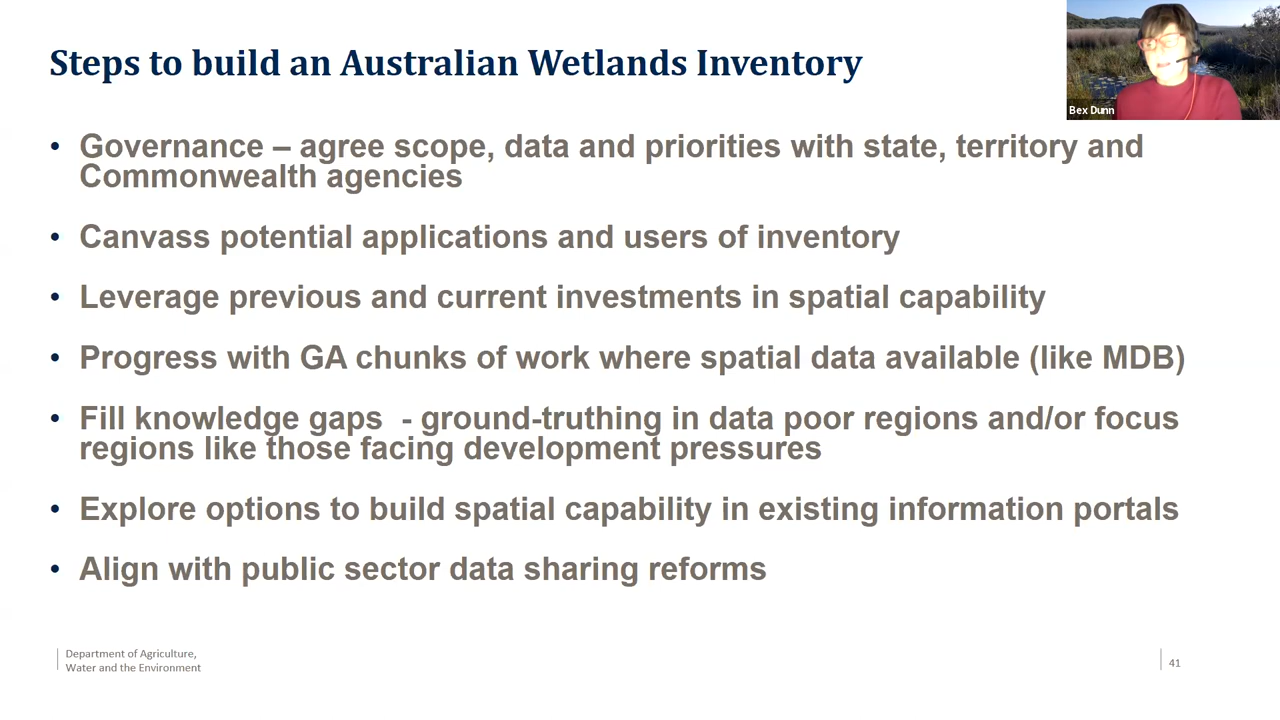 Steps to build an Australian Wetlands Inventory
Bex Dunn
• Governance – agree scope, data and priorities with state, territory and
Commonwealth agencies
• Canvass potential applications and users of inventory
• Leverage previous and current investments in spatial capability
• Progress with GA chunks of work where spatial data available (like MDB)
• Fill knowledge gaps  - ground-truthing in data poor regions and/or focus
regions like those facing development pressures
• Explore options to build spatial capability in existing information portals
• Align with public sector data sharing reforms
Department of Agriculture,
Water and the Environment
41